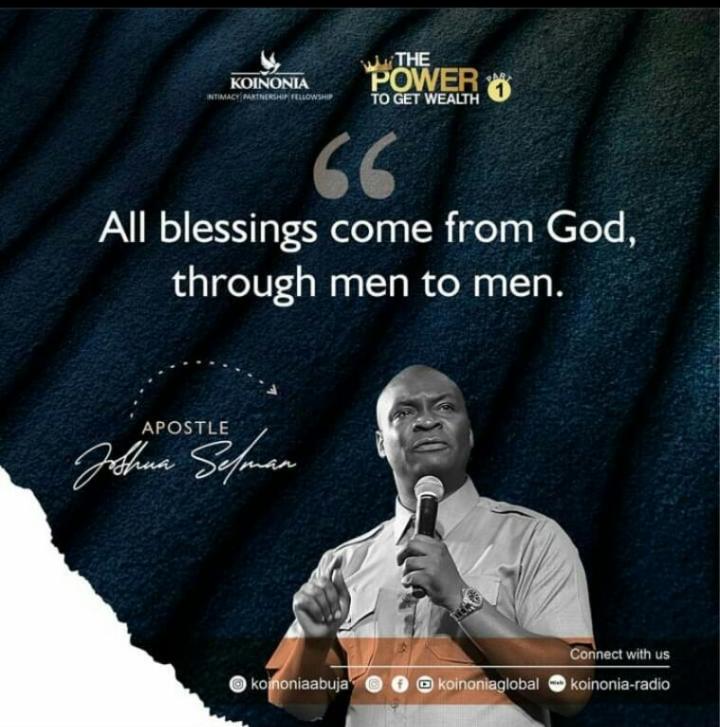 KOINONIA
INTIMACY|PARTNERSHIP|FELLOWSHIP
THE
POWER
TO GET WEALTH
PART
1
“
All blessings come from God,
through men to men.
APOSTLE
Joshua Selman
Connect with us
koinoniaabuja koinoniaglobal Web koinonia-radio